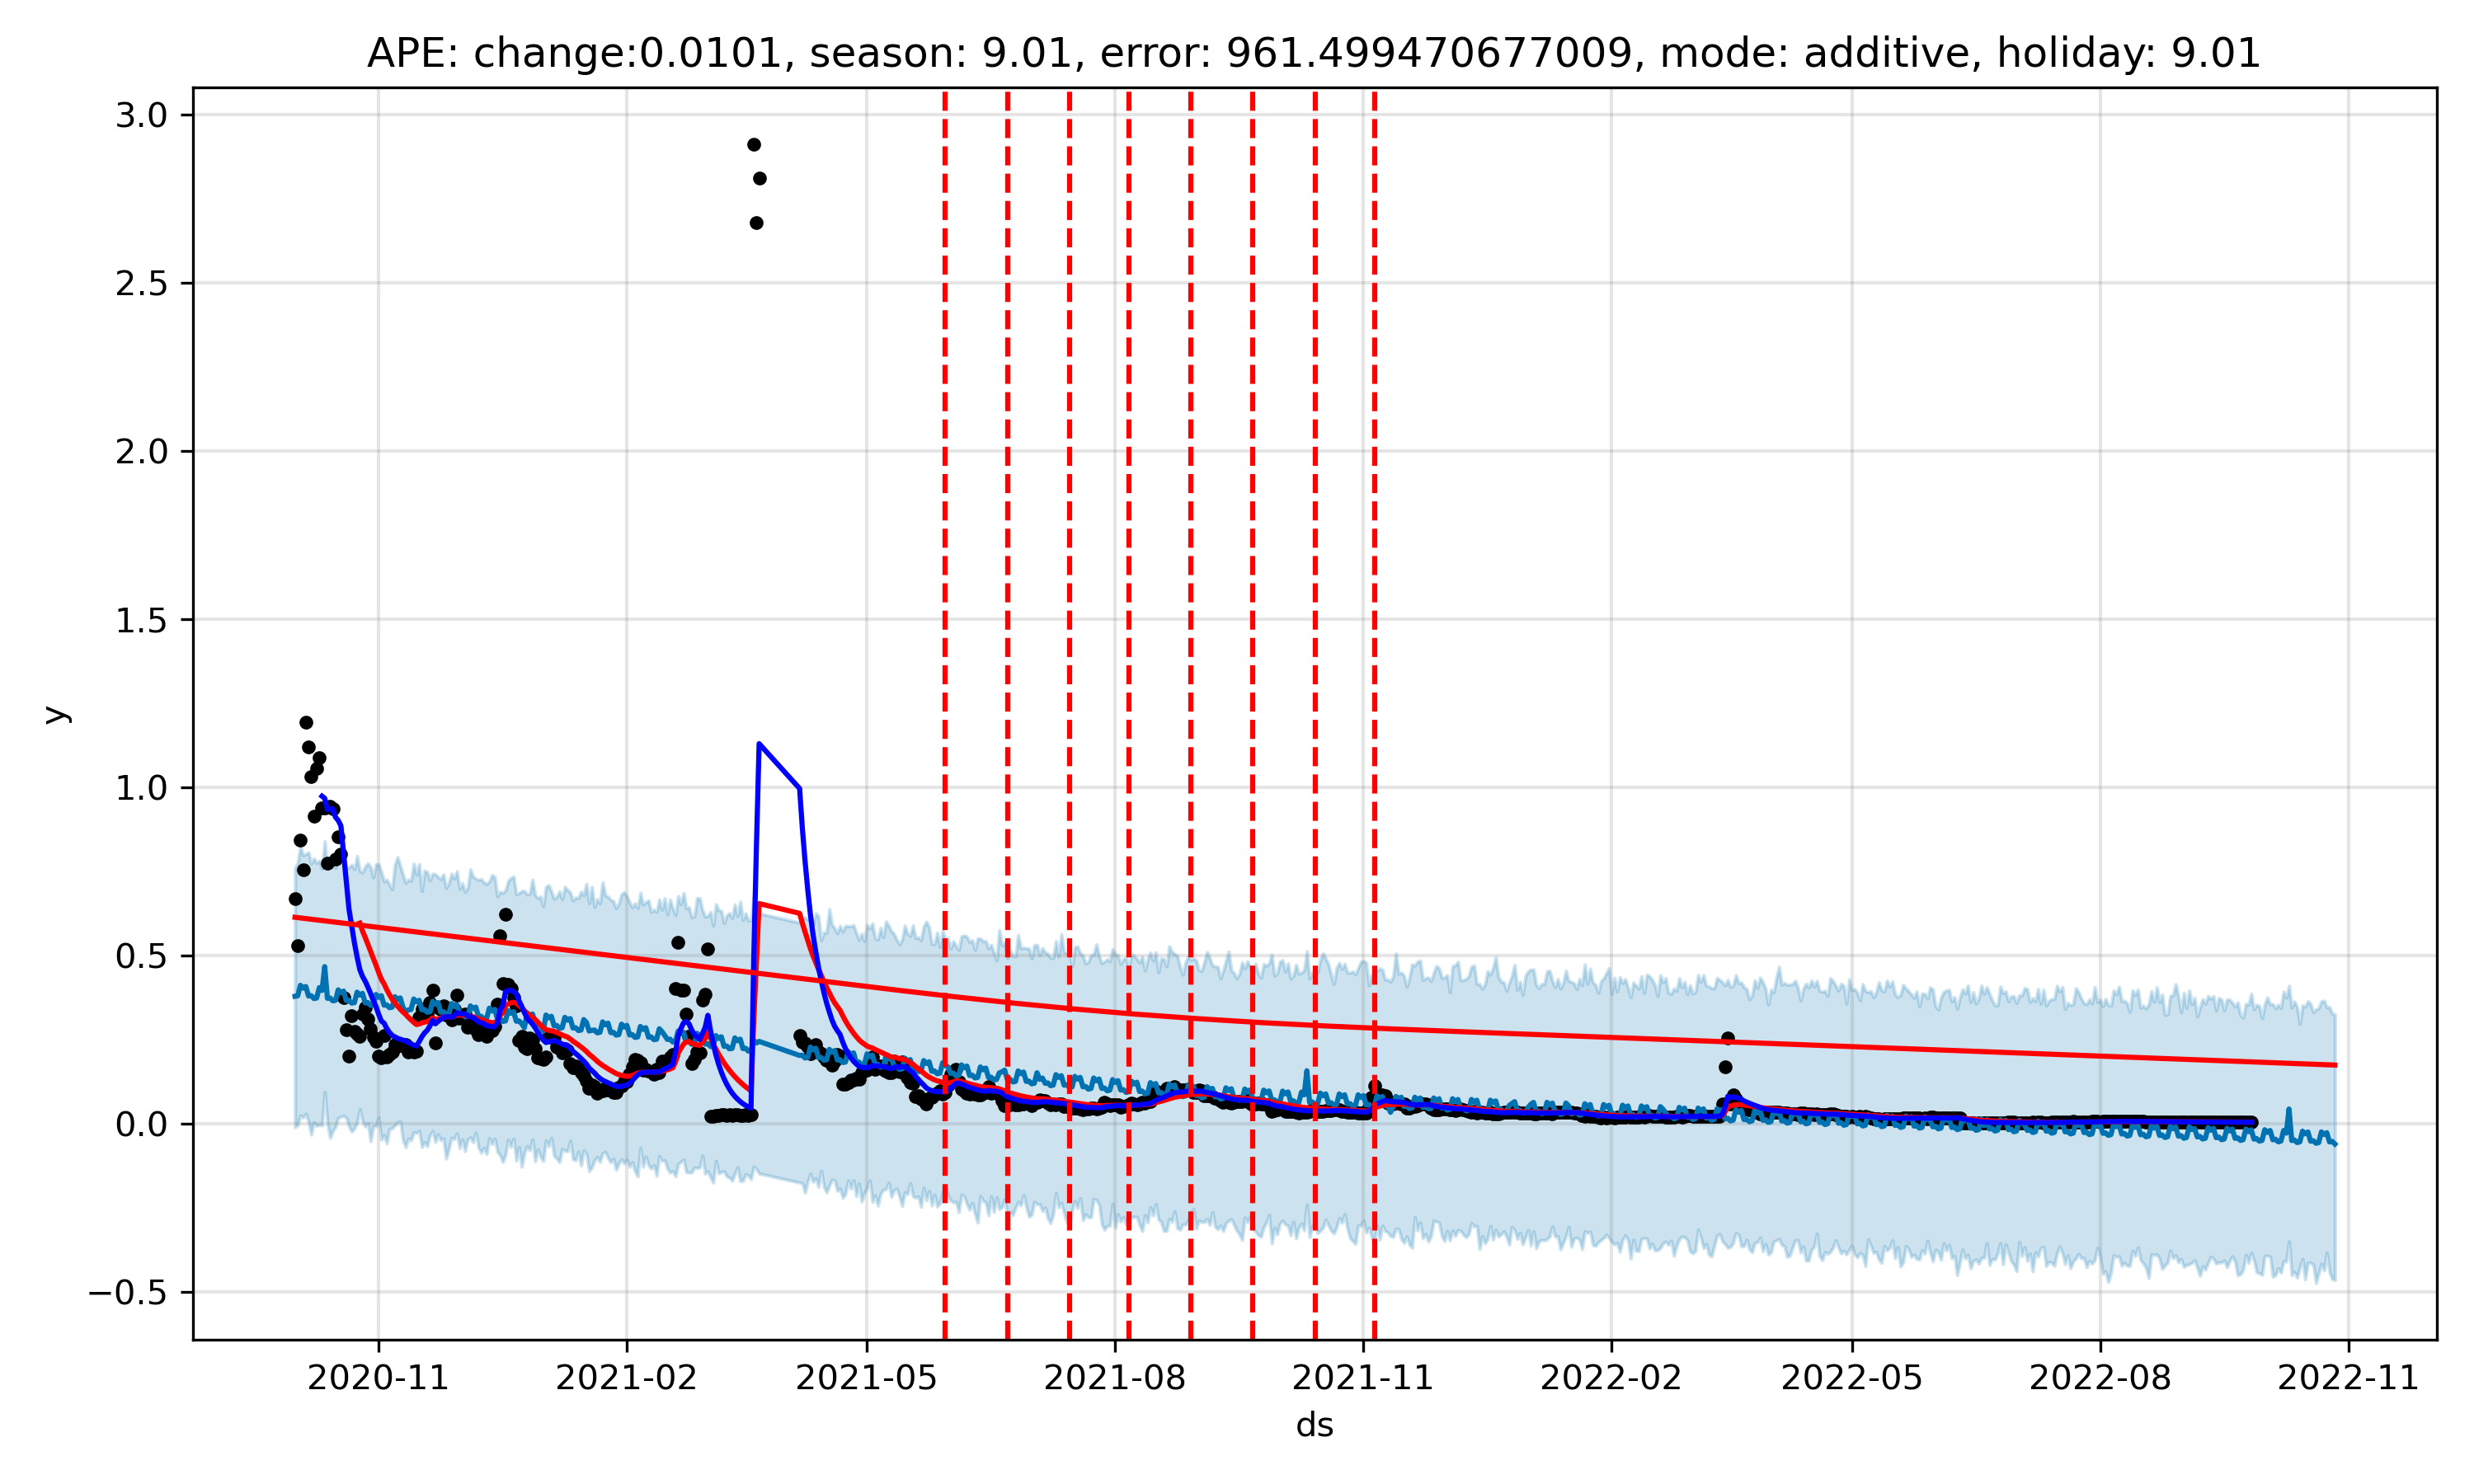 APE: change:0.0101, season: 9.01, error: 961.499470677009, mode: additive, holiday: 9.01
3.0
2.5
2.0
1.5
1.0
0.5
0.0
−0.5
y
2020-11 2021-02 2021-05 2021-08 2021-11 2022-02 2022-05 2022-08 2022-11
ds